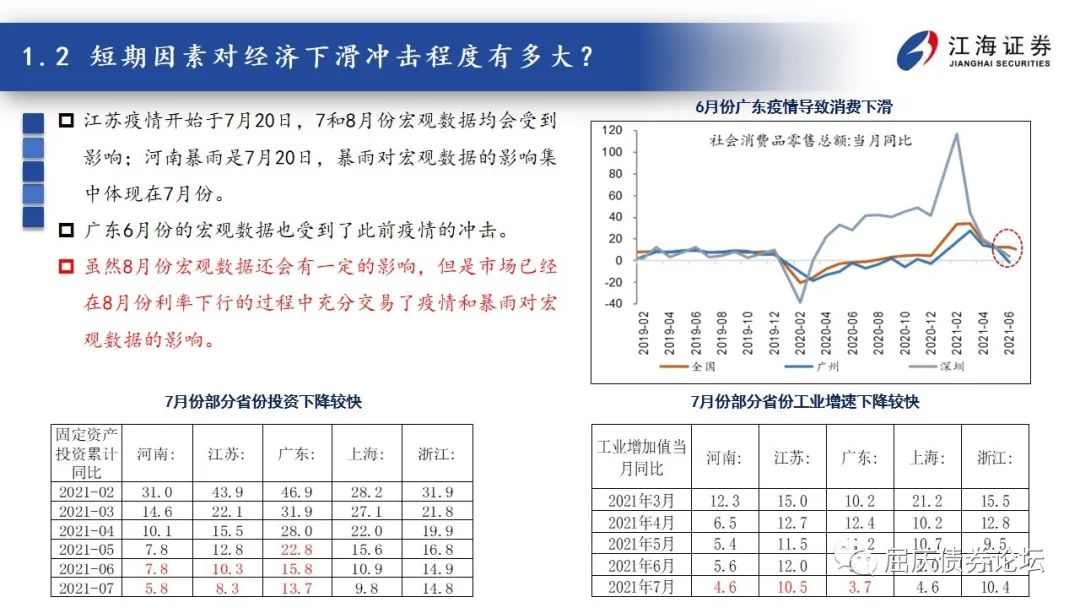 1.2 短期因素对经济下滑冲击程度有多大？
江海证券
JIANGHAI SECURITIES
江苏疫情开始于7月20日，7和8月份宏观数据均会受到
影响；河南暴雨是7月20日，暴雨对宏观数据的影响集
中体现在7月份。
广东6月份的宏观数据也受到了此前疫情的冲击。
虽然8月份宏观数据还会有一定的影响，但是市场已经
在8月份利率下行的过程中充分交易了疫情和暴雨对宏
观数据的影响。
6月份广东疫情导致消费下滑
社会消费品零售总额:当月同比
120
100
80
60
40
20
0
-20
-40
2019-02 2019-04 2019-06 2019-08 2019-10 2019-12 2020-02 2020-04 2020-06 2020-08 2020-10 2020-12 2021-02 2021-04 2021-06
全国 广州 深圳
7月份部分省份投资下降较快
固定资产
投资累计
同比
河南: 江苏: 广东: 上海: 浙江:
2021-02 31.0 43.9 46.9 28.2 31.9
2021-03 14.6 22.1 31.9 27.1 21.8
2021-04 10.1 15.5 28.0 22.0 19.9
2021-05 7.8 12.8 22.8 15.6 16.8
2021-06 7.8 10.3 15.8 10.9 14.9
2021-07 5.8 8.3 13.7 9.8 14.8
7月份部分省份工业增速下降较快
工业增加值当
月同比
河南: 江苏: 广东: 上海: 浙江:
2021年3月 12.3 15.0 10.2 21.2 15.5
2021年4月 6.5 12.7 12.4 10.2 12.8
2021年5月 5.4 11.5 10.7 9.5
2021年6月 5.6 12.0
2021年7月 4.6 10.5 3.7 4.6 10.4
屈庆债券论坛